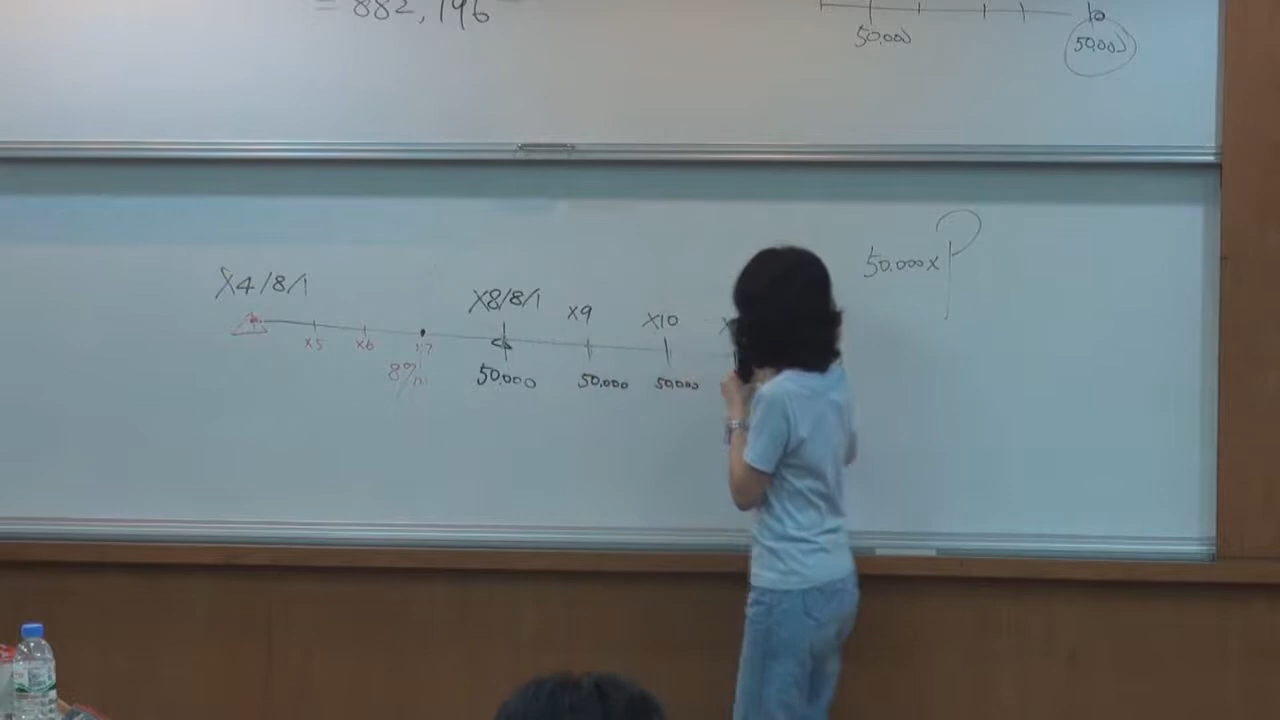 = 882,196
50,000
50,000
50,000 x P
X4/8/1
X8/8/1
X9
X10
X5
X6
8%
50,000
50,000
50,000